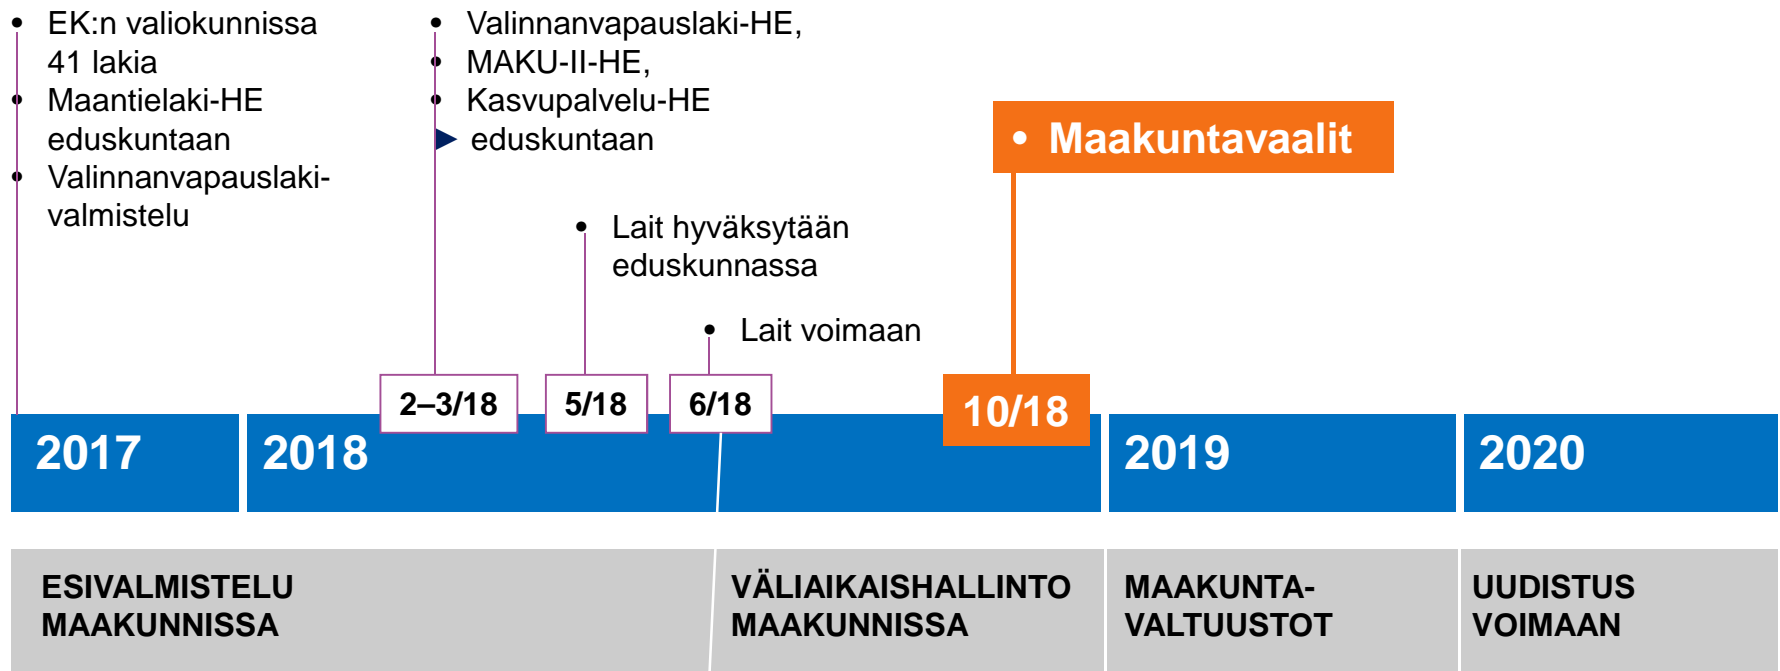 • EK:n valiokunnissa
41 lakia
• Maantielaki-HE
eduskuntaan
• Valinnanvapauslaki-
valmistelu
• Valinnanvapauslaki-HE,
• MAKU-II-HE,
• Kasvupalvelu-HE
eduskuntaan
• Maakuntavaalit
• Lait hyväksytään
eduskunnassa
• Lait voimaan
2–3/18
5/18
6/18
10/18
2017
2018
2019
2020
ESIVALMISTELU
MAAKUNNISSA
VÄLIAIKAISHALLINTO
MAAKUNNISSA
MAAKUNTA-
VALTUUSTOT
UUDISTUS
VOIMAAN